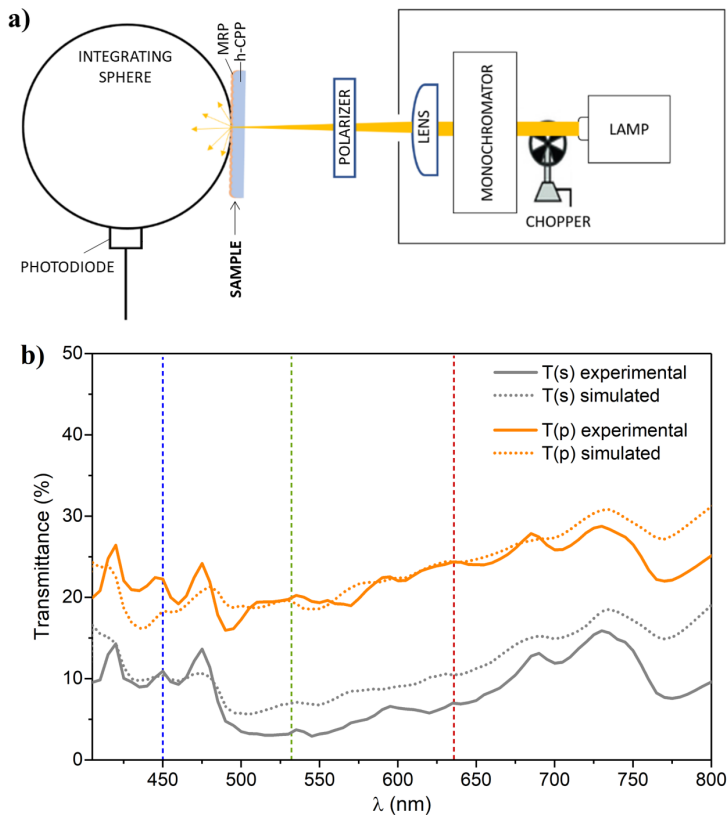 a)
INTEGRATING
SPHERE
MRP
h-CPP
POLARIZER
LENS
MONOCHROMATOR
LAMP
CHOPPER
PHOTODIODE
SAMPLE
b)
50
40
30
20
10
0
Transmittance (%)
T(s) experimental
T(s) simulated
T(p) experimental
T(p) simulated
450
500
550
600
650
700
750
800
λ (nm)